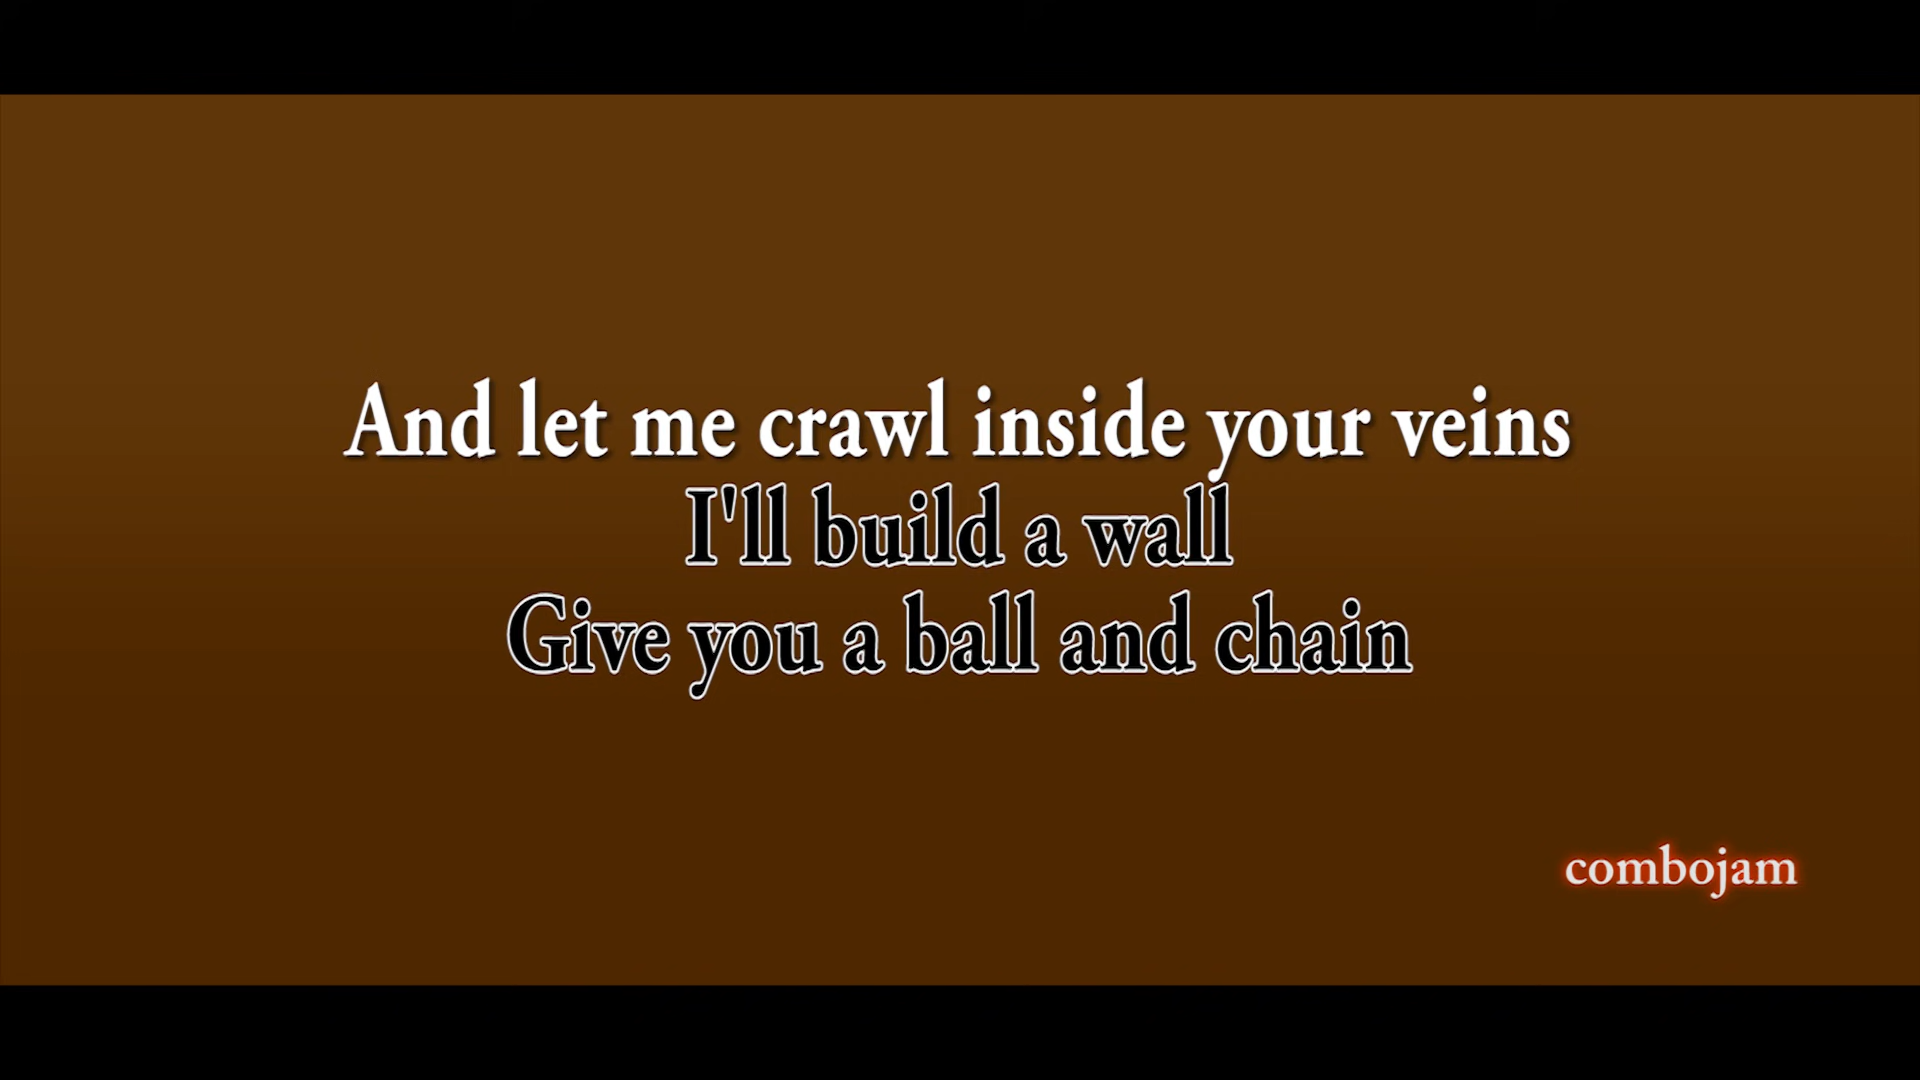 And let me crawl inside your veins
I'll build a wall
Give you a ball and chain
combojam